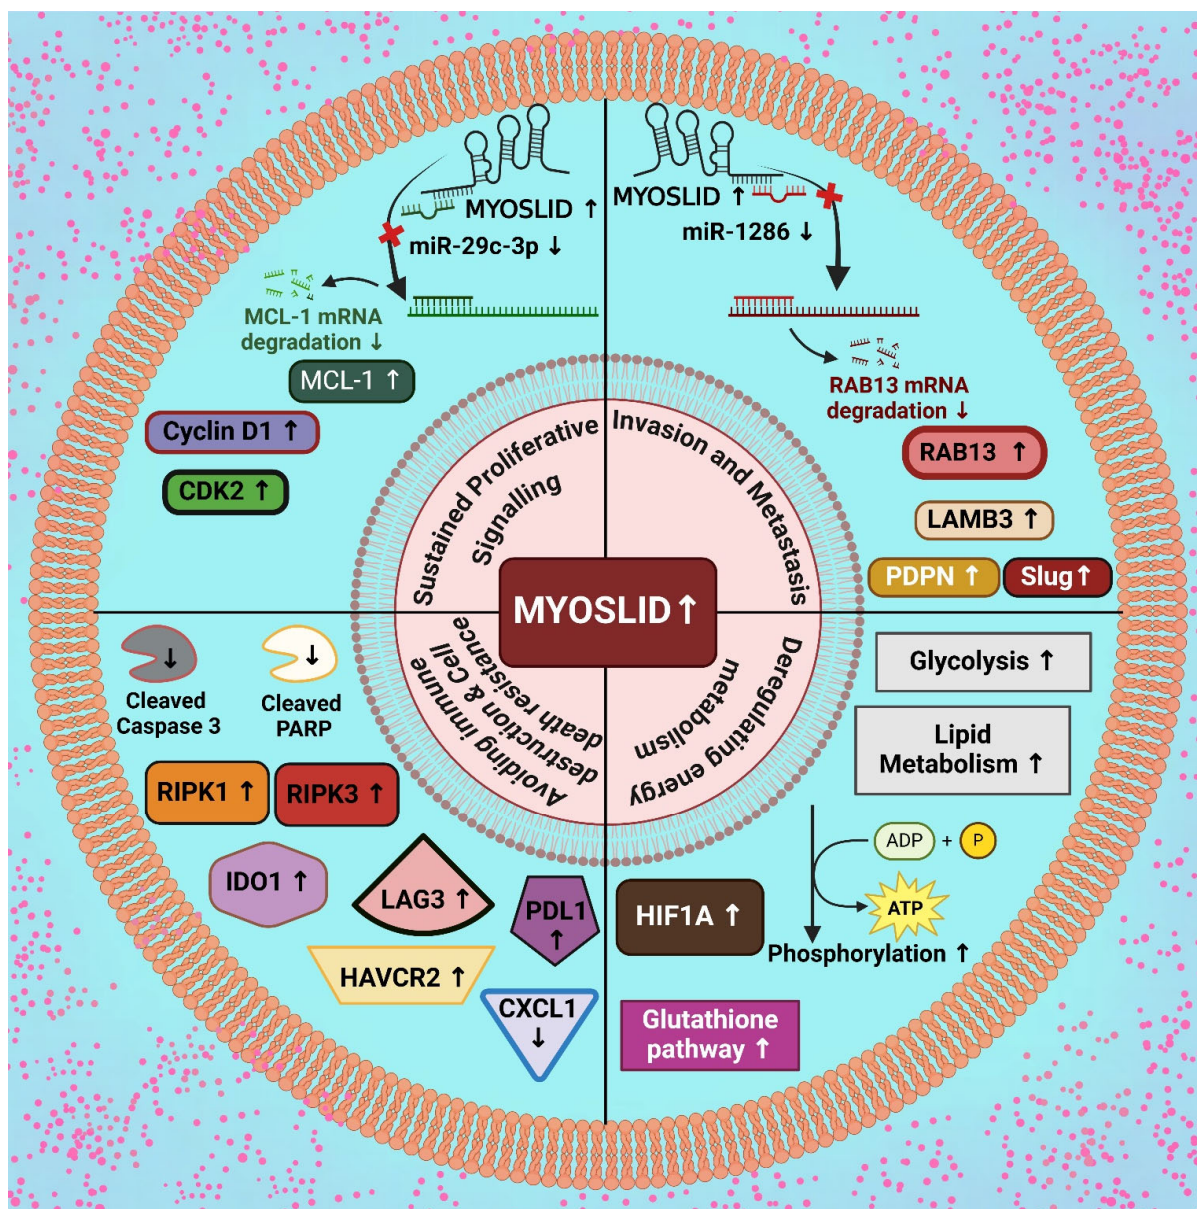 MYOSLID ↑
miR-29c-3p ↓
MCL-1 mRNA
degradation ↓
MCL-1 ↑
Cyclin D1 ↑
CDK2 ↑
MYOSLID ↑
miR-1286 ↓
RAB13 mRNA
degradation ↓
RAB13 ↑
LAMB3 ↑
PDPN ↑
Slug↑
Sustained Proliferative
Signalling
Invasion and Metastasis
MYOSLID↑
Avoiding immune
destruction & Cell
death resistance
Deregulating energy
metabolism
↓
Cleaved
Caspase 3
↓
Cleaved
PARP
RIPK1 ↑
RIPK3 ↑
IDO1 ↑
LAG3 ↑
PDL1
↑
HAVCR2 ↑
CXCL1
↓
Glycolysis ↑
Lipid
Metabolism ↑
ADP + P
ATP
Phosphorylation ↑
HIF1A ↑
Glutathione
pathway ↑